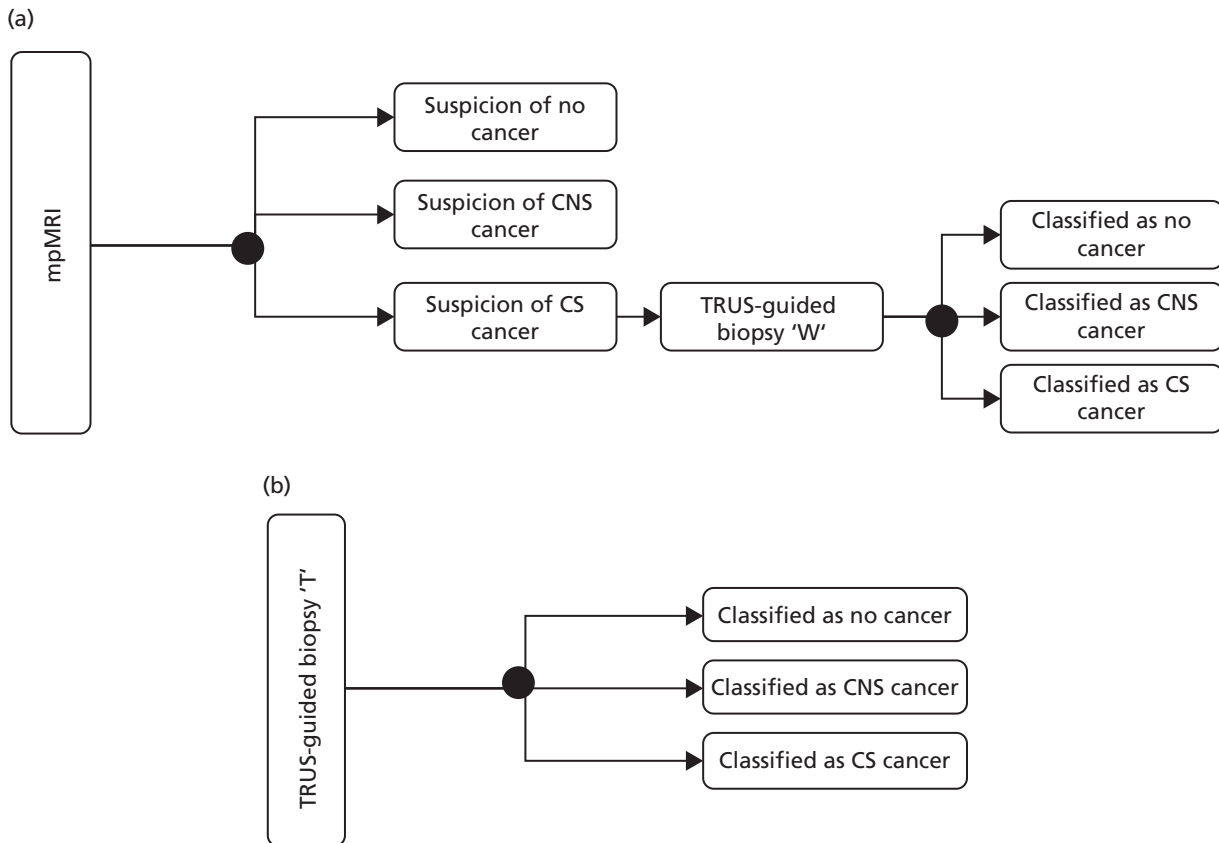 (a)
mpMRI
Suspicion of no
cancer
Suspicion of CNS
cancer
Suspicion of CS
cancer
TRUS-guided
biopsy ‘W‘
Classified as no
cancer
Classified as CNS
cancer
Classified as CS
cancer
(b)
TRUS-guided biopsy ‘T‘
Classified as no cancer
Classified as CNS cancer
Classified as CS cancer